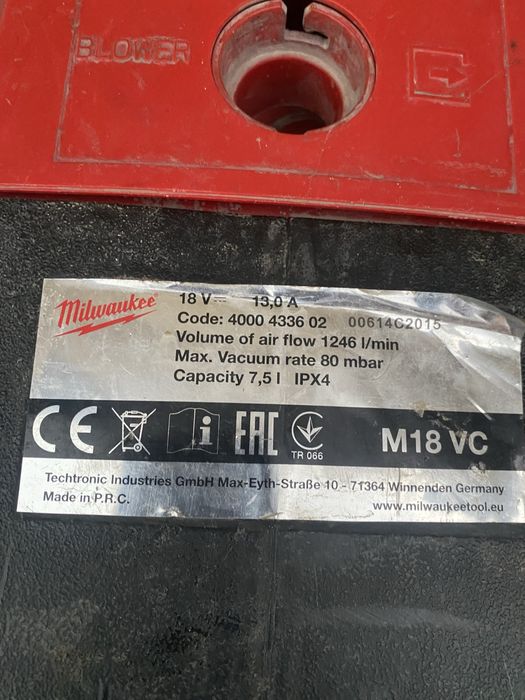 BLOWER
Milwaukee
18 V 13,0 A
Code: 4000 4336 02 00614C2015
Volume of air flow 1246 l/min
Max. Vacuum rate 80 mbar
Capacity 7,5 l IPX4
CE i EAC TR 066 M18 VC
Techtronic Industries GmbH Max-Eyth-Straße 10 - 71364 Winnenden Germany
Made in P.R.C. www.milwaukeetool.eu